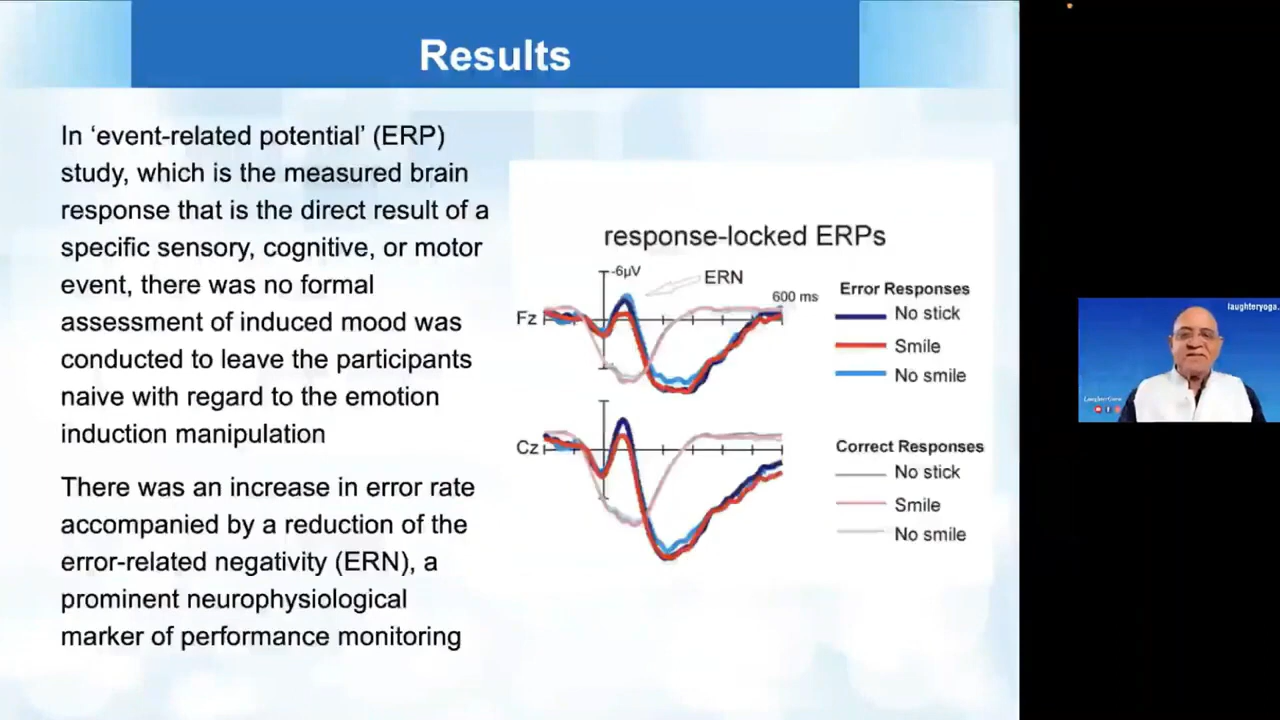 Results
In ‘event-related potential’ (ERP)
study, which is the measured brain
response that is the direct result of a
specific sensory, cognitive, or motor
event, there was no formal
assessment of induced mood was
conducted to leave the participants
naive with regard to the emotion
induction manipulation
There was an increase in error rate
accompanied by a reduction of the
error-related negativity (ERN), a
prominent neurophysiological
marker of performance monitoring
response-locked ERPs
-6μV
ERN
600 ms
Fz
Error Responses
No stick
Smile
No smile
Cz
Correct Responses
No stick
Smile
No smile
laughteryoga.